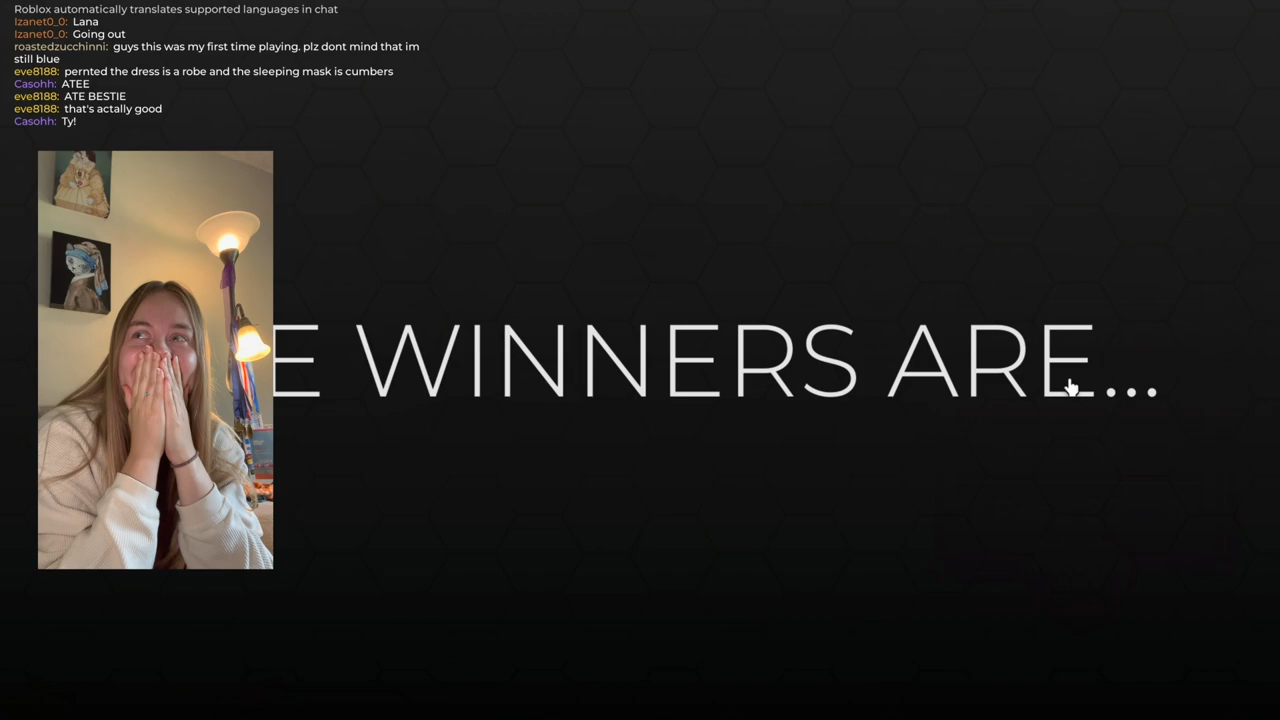 Roblox automatically translates supported languages in chat
Izanet0_0: Lana
Izanet0_0: Going out
roastedzucchinni: guys this was my first time playing. plz dont mind that im
still blue
eve8188: pernted the dress is a robe and the sleeping mask is cumbers
Casohh: ATEE
eve8188: ATE BESTIE
eve8188: that's actally good
Casohh: Ty!
E WINNERS ARE...